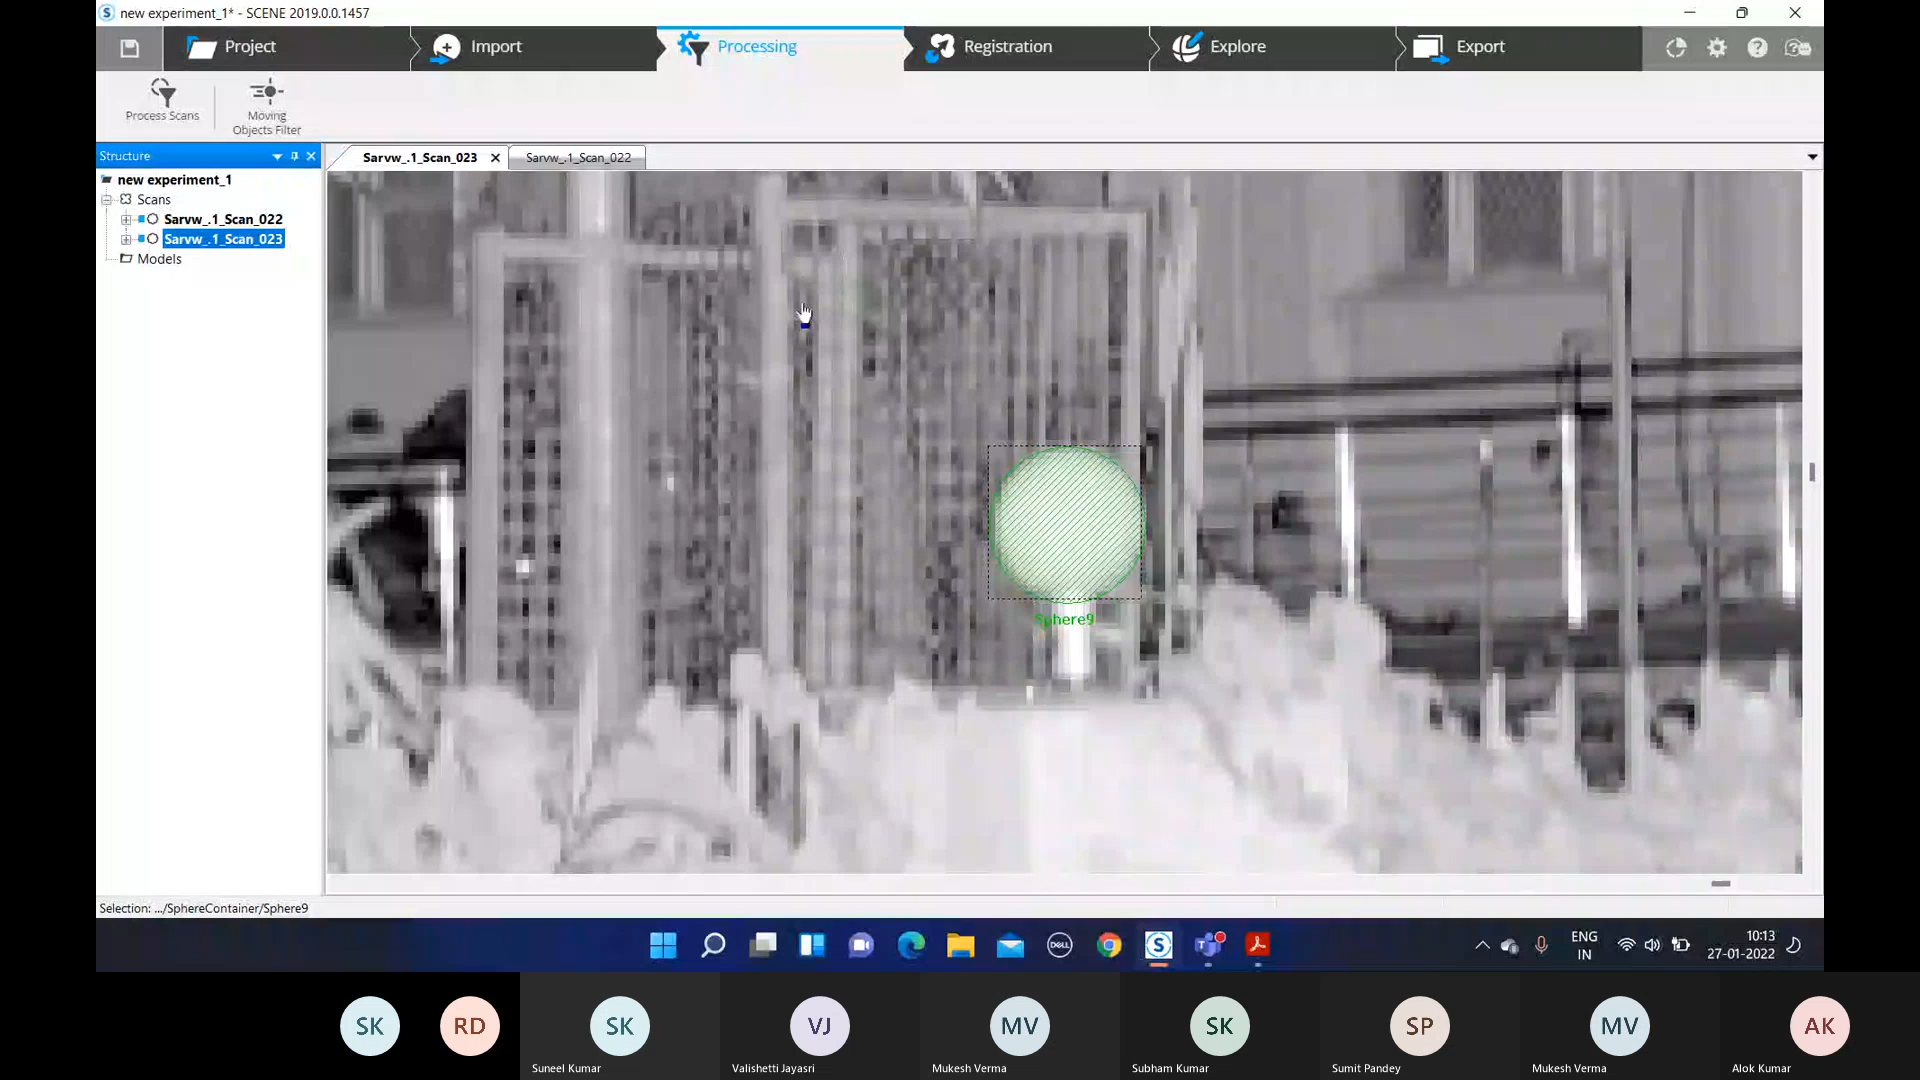 new experiment_1* - SCENE 2019.0.0.1457
Project
Import
Processing
Registration
Explore
Export
Process Scans
Moving
Objects Filter
Structure
Sarvw_.1_Scan_023
Sarvw_.1_Scan_022
new experiment_1
Scans
Sarvw_.1_Scan_022
Sarvw_.1_Scan_023
Models
Sphere9
Selection: .../SphereContainer/Sphere9
DELL
S
ENG
IN
10:13
27-01-2022
SK
RD
SK
VJ
MV
SK
SP
MV
AK
Suneel Kumar
Valishetti Jayasri
Mukesh Verma
Subham Kumar
Sumit Pandey
Mukesh Verma
Alok Kumar